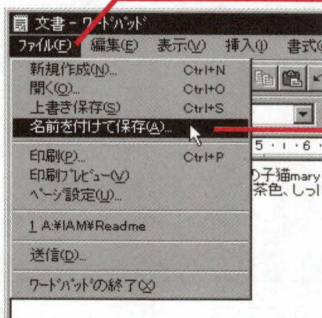 文書 - ワードパッド
ファイル(F) 編集(E) 表示(V) 挿入(I) 書式(
新規作成(N)... Ctrl+N
開く(O)... Ctrl+O
上書き保存(S) Ctrl+S
名前を付けて保存(A)...
印刷(P)... Ctrl+P
印刷プレビュー(V)
ページ設定(U)...
1 A:¥IAM¥Readme
送信(D)...
ワードパッドの終了(X)
5 · 1 · 6 ·
の子猫mary
茶色、しっ